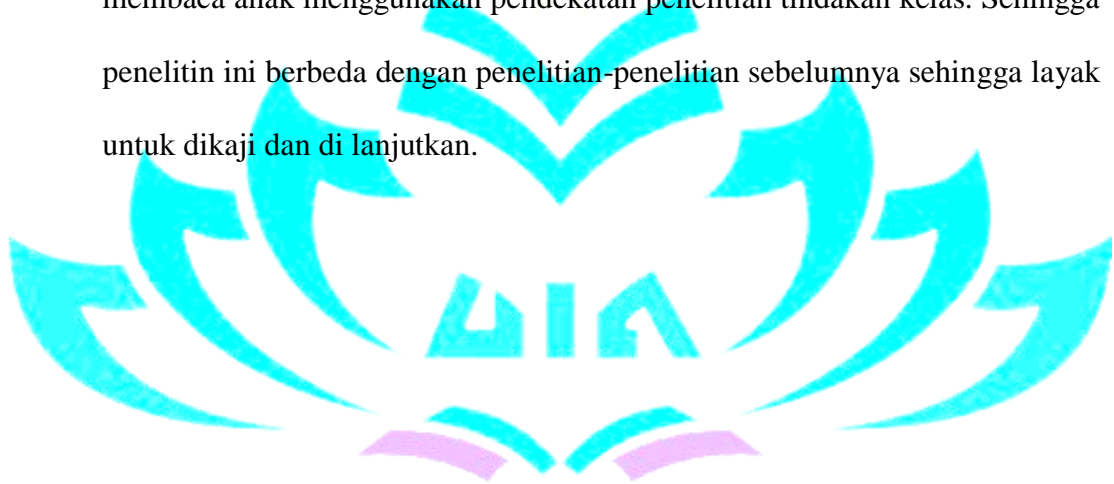 membaca anak menggunakan pendekatan penelitian tindakan kelas. Sehingga
penelitin ini berbeda dengan penelitian-penelitian sebelumnya sehingga layak
untuk dikaji dan di lanjutkan.